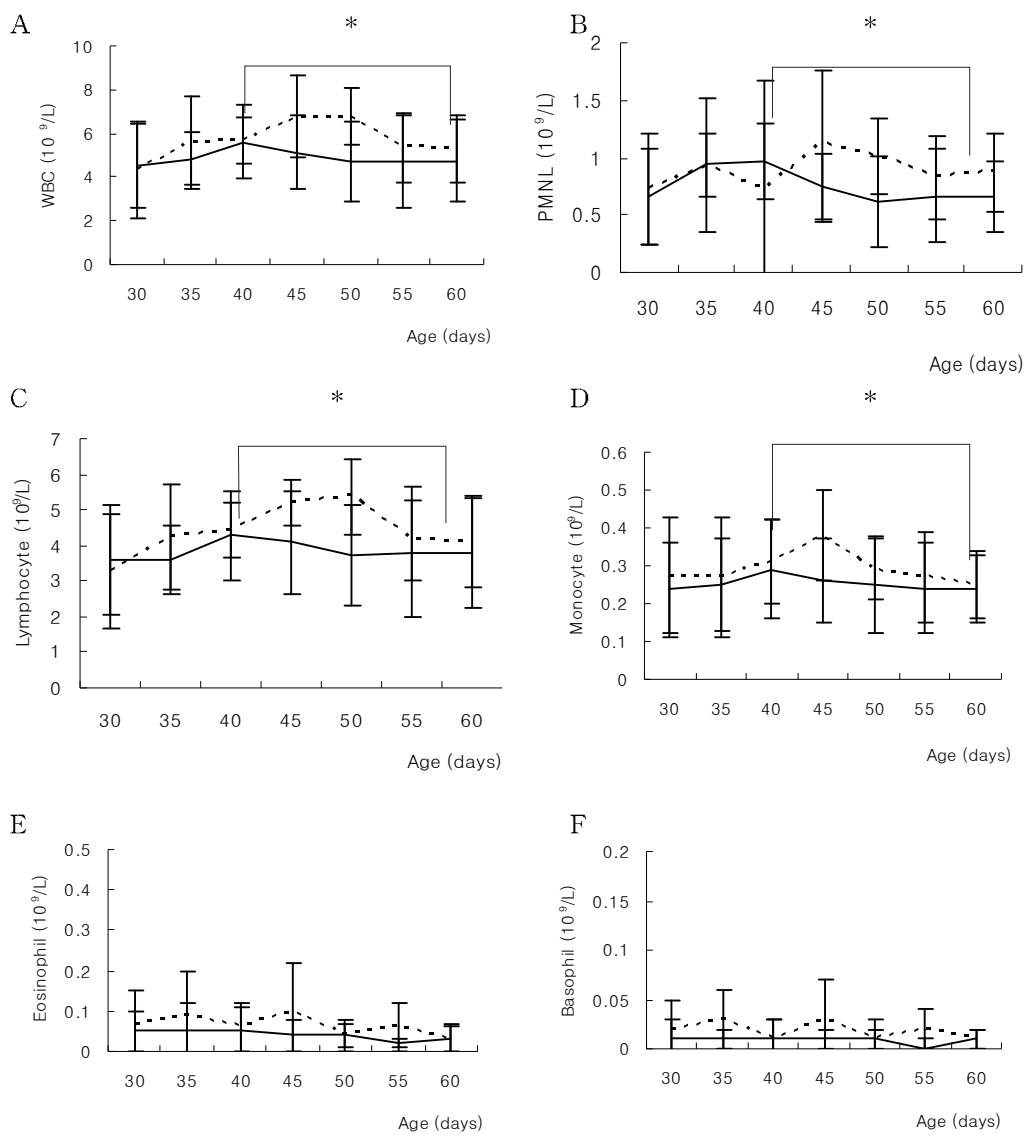 A
*
WBC (10 9/L)
10
8
6
4
2
0
30 35 40 45 50 55 60
Age (days)
B
*
PMNL (10 9/L)
2
1.5
1
0.5
0
30 35 40 45 50 55 60
Age (days)
C
*
Lymphocyte (10⁹/L)
7
6
5
4
3
2
1
0
30 35 40 45 50 55 60
Age (days)
D
*
Monocyte (10⁹/L)
0.6
0.5
0.4
0.3
0.2
0.1
0
30 35 40 45 50 55 60
Age (days)
E
Eosinophil (10 9/L)
0.5
0.4
0.3
0.2
0.1
0
30 35 40 45 50 55 60
Age (days)
F
Basophil (10 9/L)
0.2
0.15
0.1
0.05
0
30 35 40 45 50 55 60
Age (days)